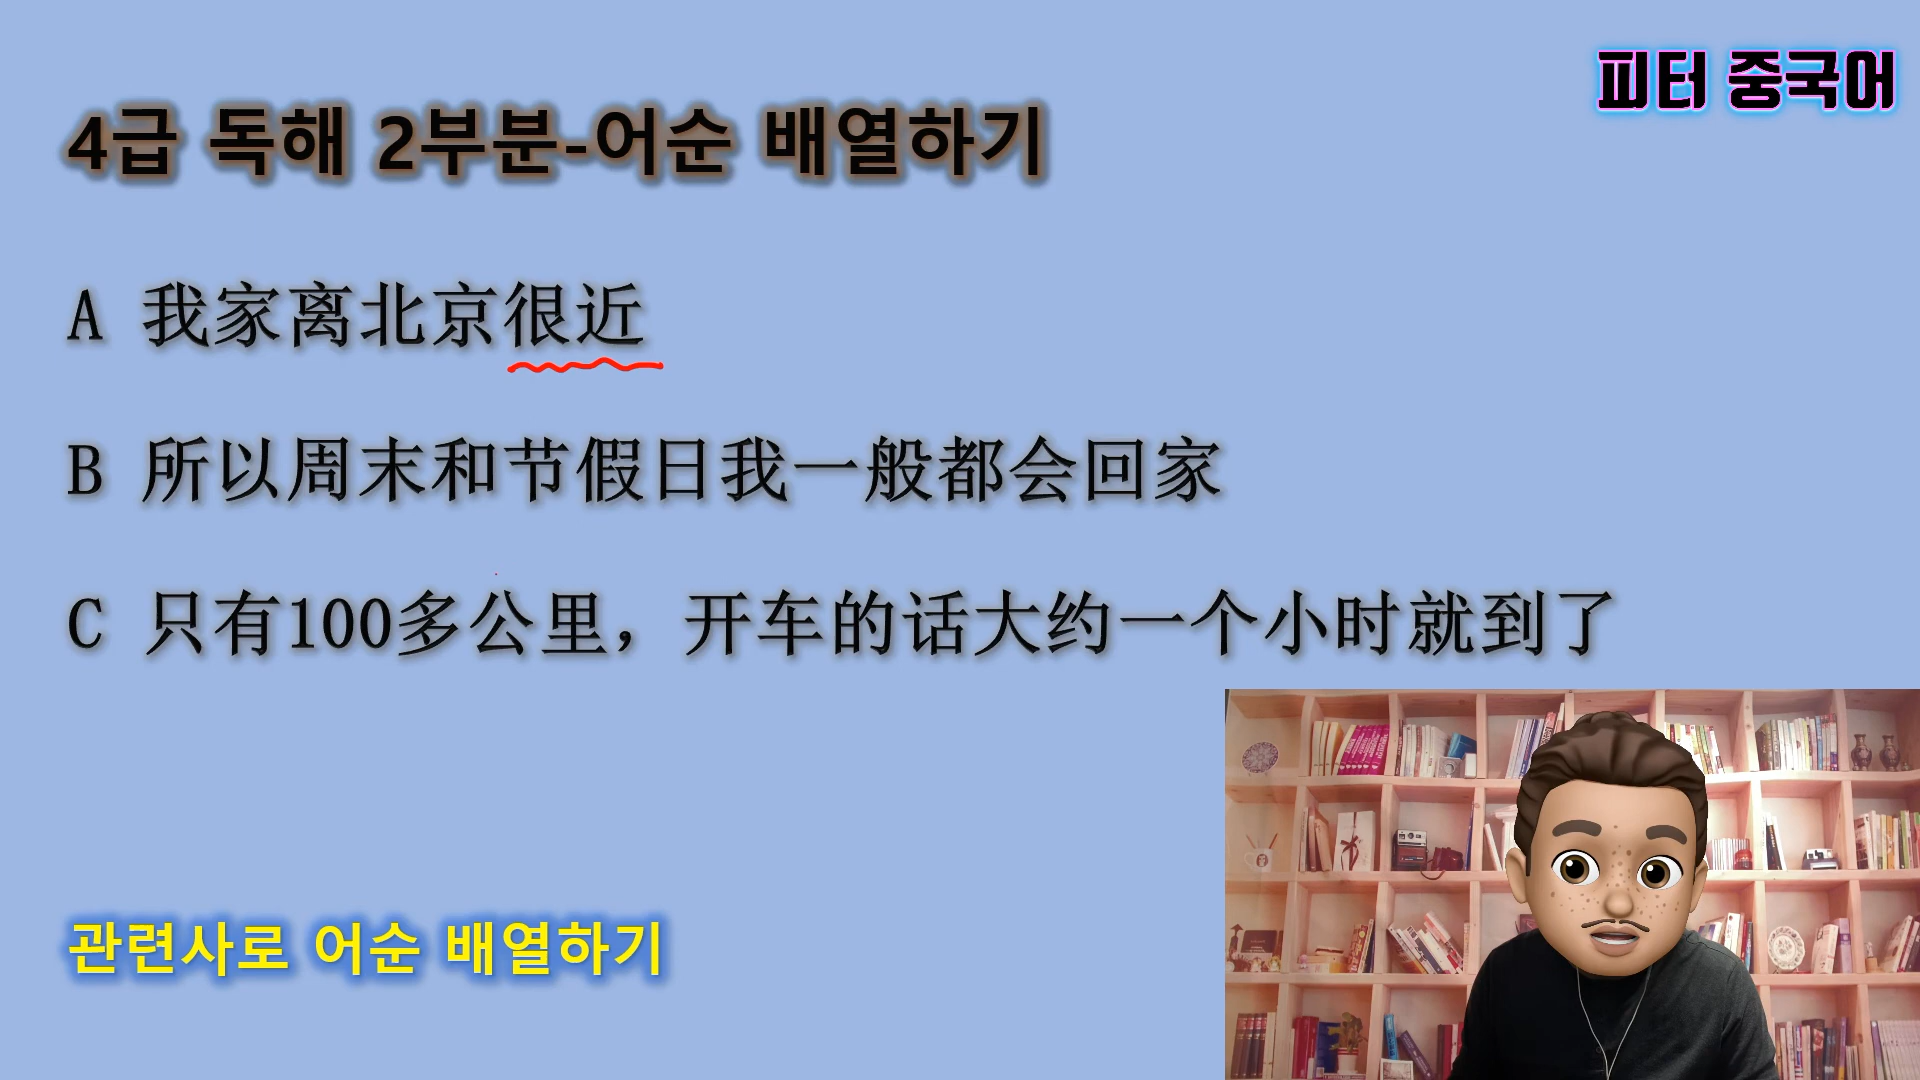 피터 중국어
4급 독해 2부분-어순 배열하기
A 我家离北京很近
B 所以周末和节假日我一般都会回家
C 只有100多公里，开车的话大约一个小时就到了
관련사로 어순 배열하기